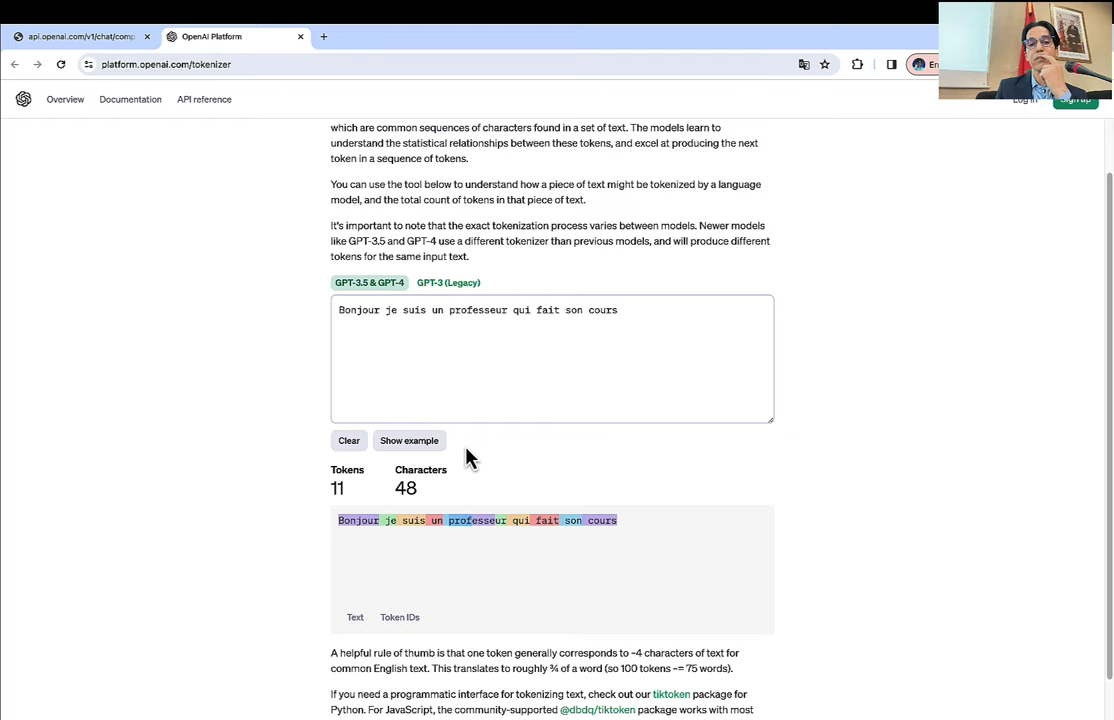 api.openai.com/v1/chat/comp
OpenAI Platform
platform.openai.com/tokenizer
En
Overview
Documentation
API reference
Log in
Sign up
which are common sequences of characters found in a set of text. The models learn to
understand the statistical relationships between these tokens, and excel at producing the next
token in a sequence of tokens.
You can use the tool below to understand how a piece of text might be tokenized by a language
model, and the total count of tokens in that piece of text.
It's important to note that the exact tokenization process varies between models. Newer models
like GPT-3.5 and GPT-4 use a different tokenizer than previous models, and will produce different
tokens for the same input text.
GPT-3.5 & GPT-4
GPT-3 (Legacy)
Bonjour je suis un professeur qui fait son cours
Clear
Show example
Tokens
Characters
11
48
Bonjour je suis un professeur qui fait son cours
Text
Token IDs
A helpful rule of thumb is that one token generally corresponds to ~4 characters of text for
common English text. This translates to roughly ¾ of a word (so 100 tokens ~= 75 words).
If you need a programmatic interface for tokenizing text, check out our tiktoken package for
Python. For JavaScript, the community-supported @dbdq/tiktoken package works with most